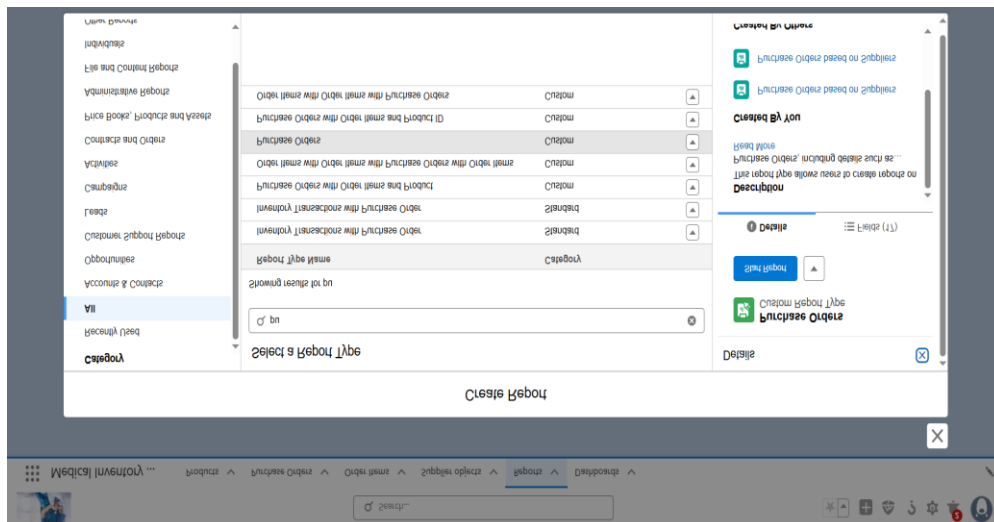 Search...
2
Medical Inventory ...
Products
Purchase Orders
Order Items
Supplier objects
Reports
Dashboards
Create Report
Category
Recently Used
All
Accounts & Contacts
Opportunities
Customer Support Reports
Leads
Campaigns
Activities
Contracts and Orders
Price Books, Products and Assets
Administrative Reports
File and Content Reports
Individuals
Other Reports
Select a Report Type
pu
Showing results for pu
Report Type Name Category
Inventory Transactions with Purchase Order Standard
Inventory Transactions with Purchase Order Standard
Purchase Orders with Order Items and Product Custom
Order Items with Order Items with Purchase Orders with Order Items Custom
Purchase Orders Custom
Purchase Orders with Order Items and Product ID Custom
Order Items with Order Items with Purchase Orders Custom
Details
Purchase Orders
Custom Report Type
Start Report
Details
Fields (17)
Description
This report type allows users to create reports on
Purchase Orders, including details such as...
Read More
Created By You
Purchase Orders based on Suppliers
Purchase Orders based on Suppliers
Created By Others